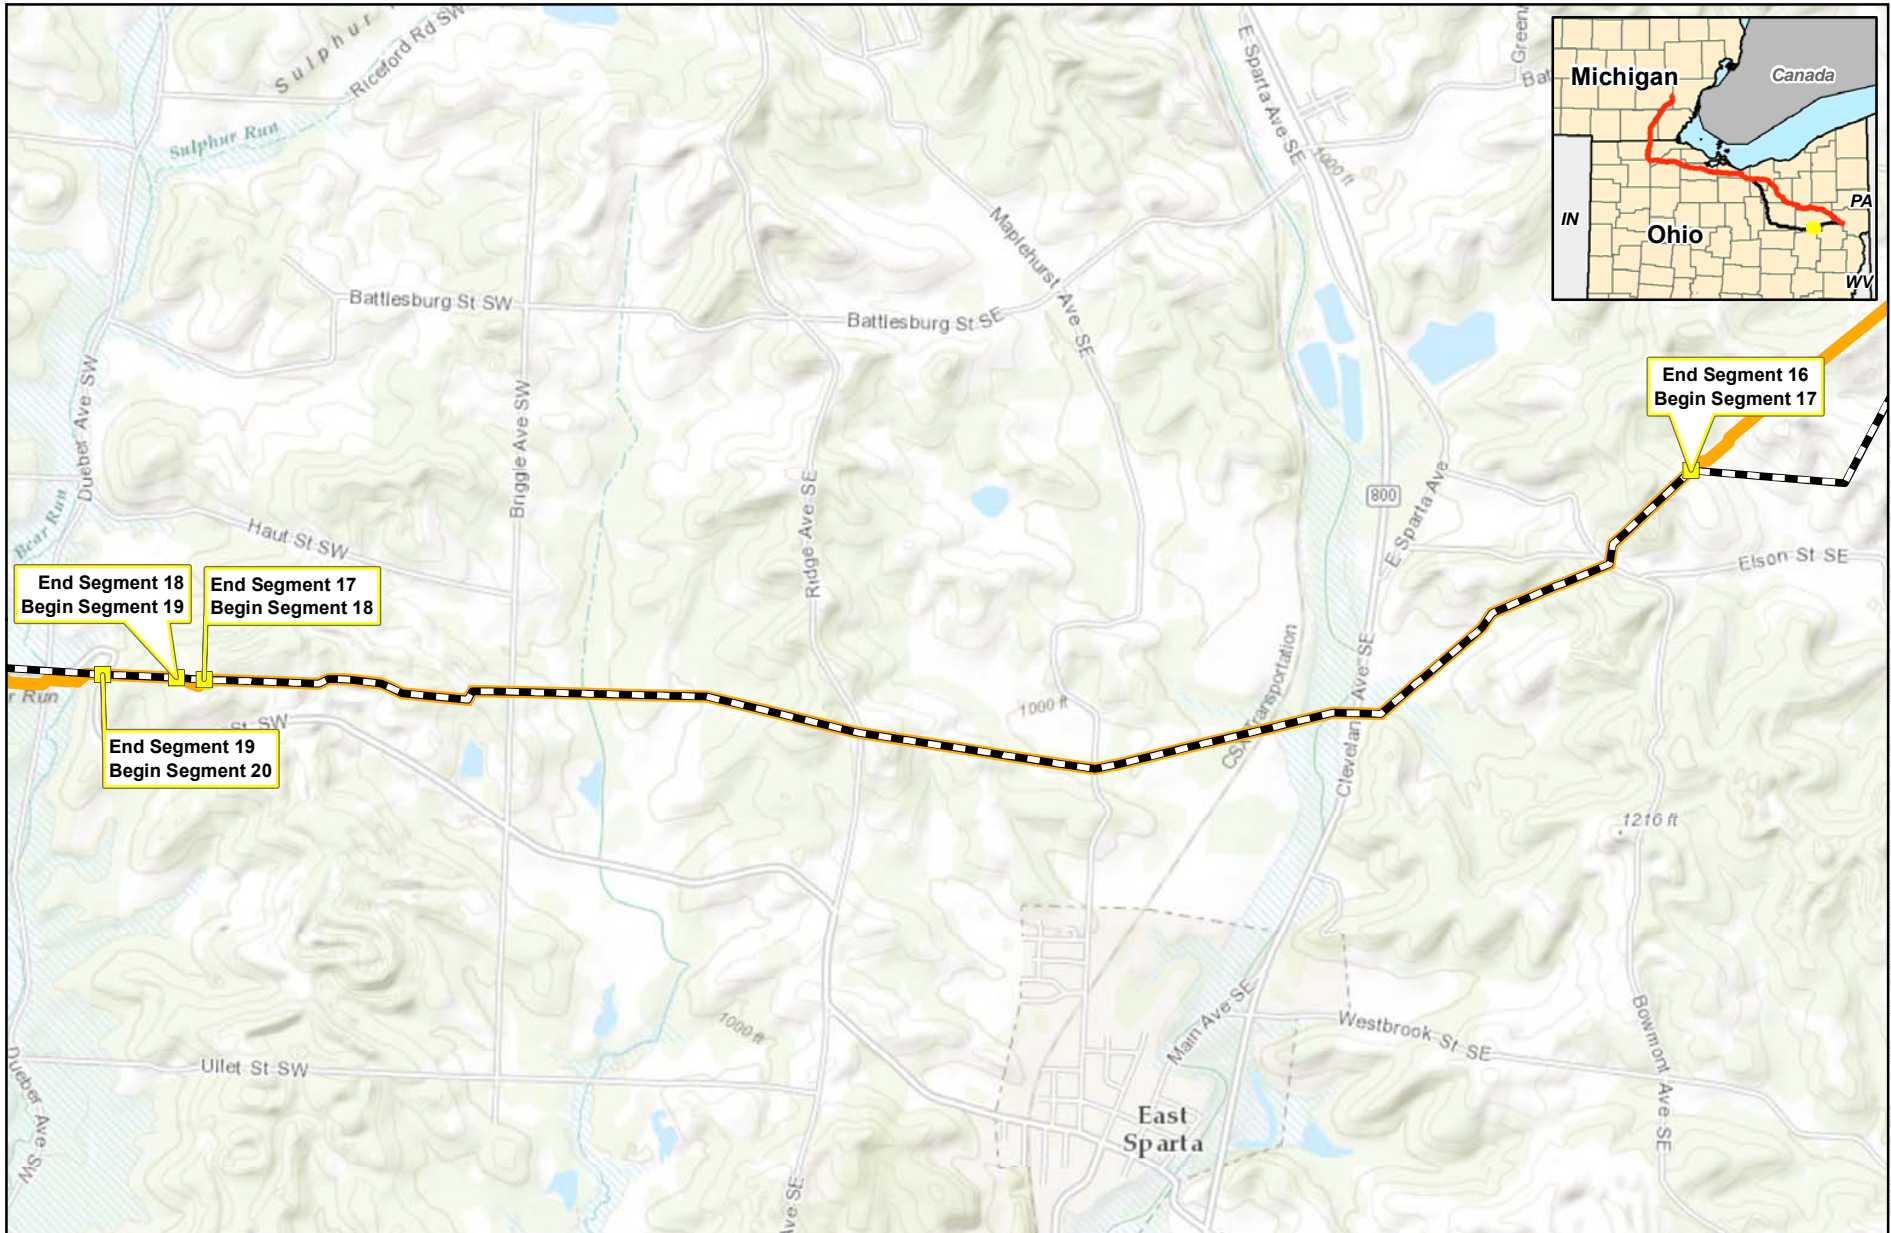 Sulphur
Riceford Rd SW
Sulphur Run
E Sparta Ave SE
Green
Bat
1000 ft
Michigan
Canada
IN
Ohio
PA
WV
Maplehurst Ave SE
Battlesburg St SW
Battlesburg St SE
Dueber Ave SW
Briggle Ave SW
Ridge Ave SE
End Segment 16
Begin Segment 17
800
E Sparta Ave
Bear Run
Haut St SW
Elson St SE
End Segment 18
Begin Segment 19
End Segment 17
Begin Segment 18
r Run
St SW
End Segment 19
Begin Segment 20
1000 ft
CSX Transportation
Cleveland Ave SE
1216 ft
1000 ft
Main Ave SE
Westbrook St SE
Bowmont Ave SE
Ullet St SW
Dueber Ave SW
East
Sparta
Ave SE